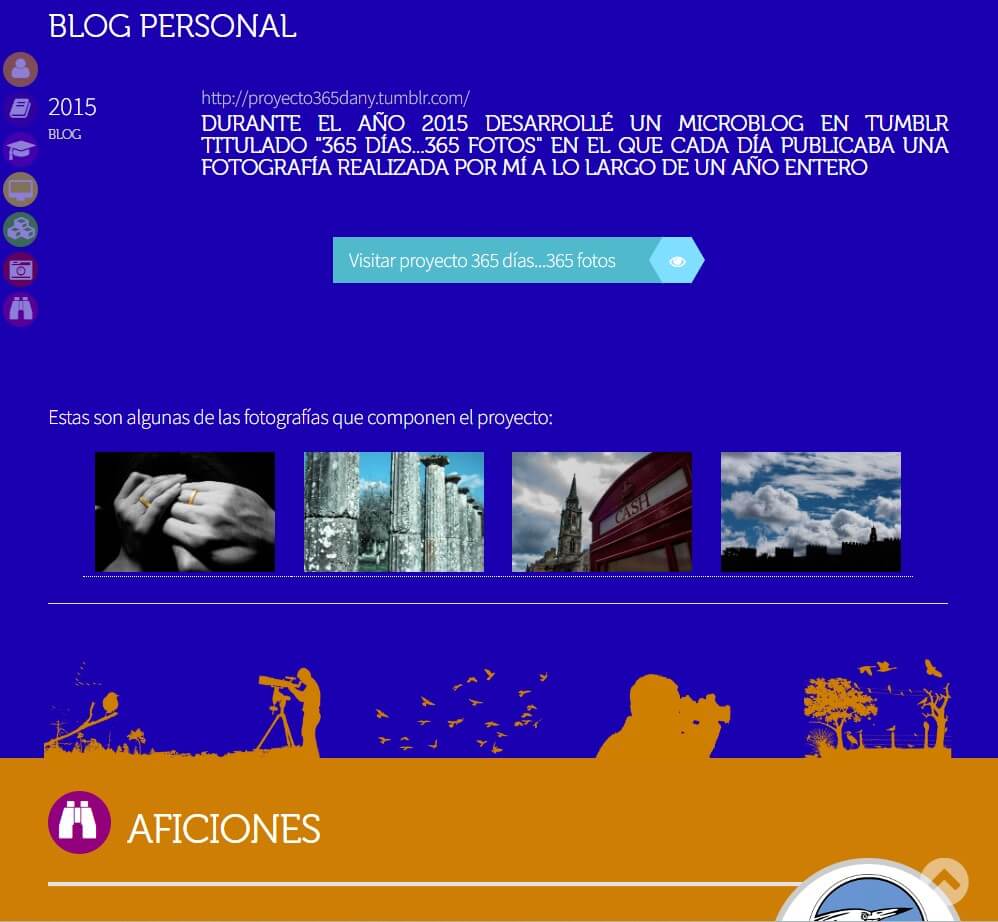 BLOG PERSONAL
2015
BLOG
http://proyecto365dany.tumblr.com/
DURANTE EL AÑO 2015 DESARROLLÉ UN MICROBLOG EN TUMBLR
TITULADO "365 DÍAS...365 FOTOS" EN EL QUE CADA DÍA PUBLICABA UNA
FOTOGRAFÍA REALIZADA POR MÍ A LO LARGO DE UN AÑO ENTERO
Visitar proyecto 365 días...365 fotos
Estas son algunas de las fotografías que componen el proyecto:
CASH
AFICIONES